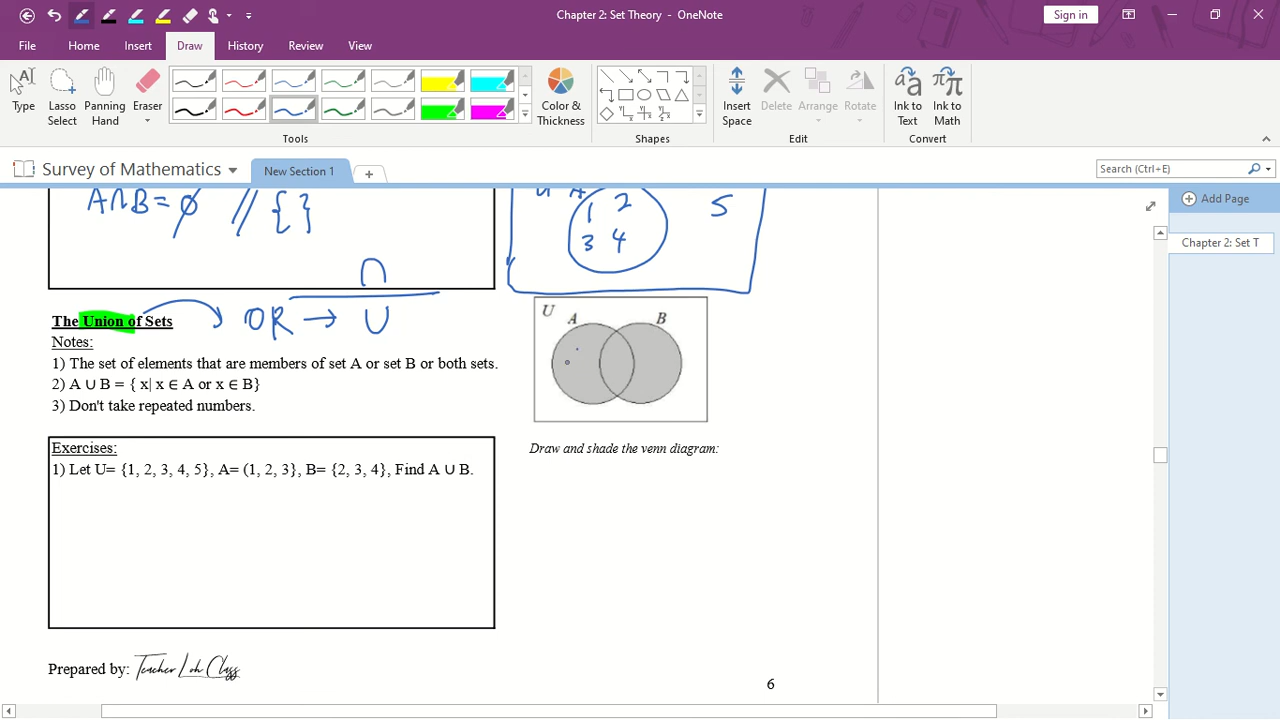 Chapter 2: Set Theory - OneNote
Sign in
File Home Insert Draw History Review View
Type
Lasso Select
Panning Hand
Eraser
Color & Thickness
Insert Space
Delete
Arrange
Rotate
Ink to Text
Ink to Math
Tools
Shapes
Edit
Convert
Survey of Mathematics
New Section 1
Search (Ctrl+E)
Add Page
Chapter 2: Set T
A∩B = ∅ // { }
U A
1 2 5
3 4
∩
The Union of Sets OR → U
Notes:
1) The set of elements that are members of set A or set B or both sets.
2) A ∪ B = { x| x ∈ A or x ∈ B}
3) Don't take repeated numbers.
U
A B
Exercises:
1) Let U= {1, 2, 3, 4, 5}, A= (1, 2, 3}, B= {2, 3, 4}, Find A ∪ B.
Draw and shade the venn diagram:
Prepared by: Teacher Loh Class
6